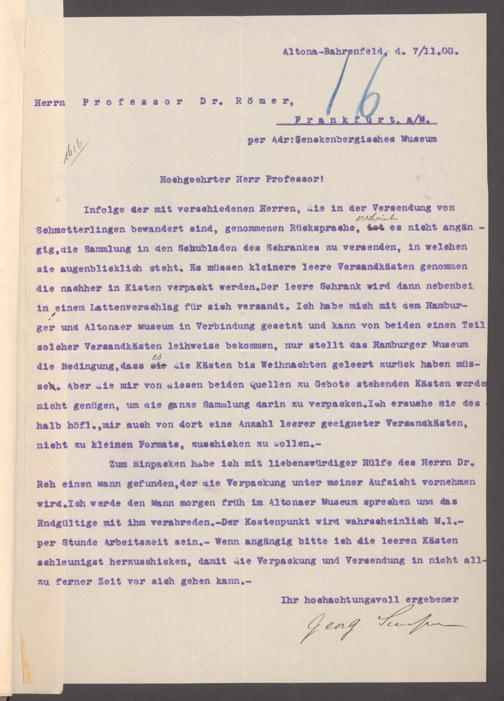 Altona-Bahrenfeld, d. 7/11.08.
16
Herrn Professor Dr. Römer,
Frankfurt. a/M.
per Adr:Senckenbergisches Museum
1616
Hochgeehrter Herr Professor!
Infolge der mit verschiedenen Herren, die in der Versendung von
erscheint
Schmetterlingen bewandert sind, genommenen Rücksprache, ist es nicht angän -
gig,die Sammlung in den Schubladen des Schrankes zu versenden, in welchen
sie augenblicklich steht. Es müssen kleinere leere Versandkästen genommen
die nachher in Kisten verpackt werden.Der leere Schrank wird dann nebenbei
in einem Lattenverschlag für sich versandt. Ich habe mich mit dem Hambur-
ger und Altonaer Museum in Verbindung gesetzt und kann von beiden einen Teil
solcher Versandkästen leihweise bekommen, nur stellt das Hamburger Museum
es
die Bedingung,dass sie die Kästen bis Weihnachten geleert zurück haben müs-
sen. Aber die mir von diesen beiden Quellen zu Gebote stehenden Kästen werde
nicht genügen, um die ganze Sammlung darin zu verpacken.Ich ersuche Sie des -
halb höfl.,mir auch von dort eine Anzahl leerer geeigneter Versandkästen,
nicht zu kleinen Formats, zuschicken zu wollen.-
Zum Einpacken habe ich mit liebenswürdiger Hülfe des Herrn Dr.
Reh einen Mann gefunden,der die Verpackung unter meiner Aufsicht vornehmen
wird.Ich werde den Mann morgen früh im Altonaer Museum sprechen und das
Endgültige mit ihm verabreden.-Der Kostenpunkt wird wahrscheinlich M.1.-
per Stunde Arbeitszeit sein.- Wenn angängig bitte ich die leeren Kästen
schleunigst herzuschicken, damit die Verpackung und Versendung in nicht all-
zu ferner Zeit vor sich gehen kann.-
Ihr hochachtungsvoll ergebener
Georg